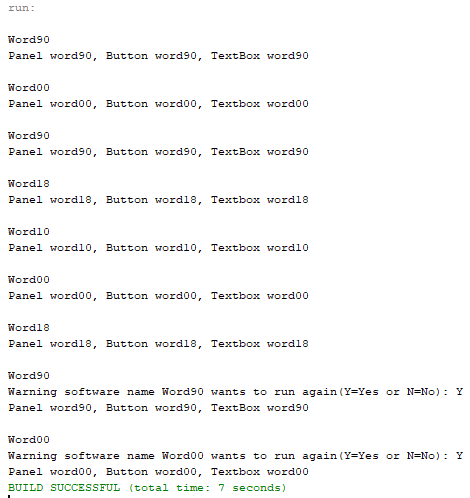 run:
Word90
Panel word90, Button word90, TextBox word90
Word00
Panel word00, Button word00, Textbox word00
Word90
Panel word90, Button word90, TextBox word90
Word18
Panel word18, Button word18, Textbox word18
Word10
Panel word10, Button word10, Textbox word10
Word00
Panel word00, Button word00, Textbox word00
Word18
Panel word18, Button word18, Textbox word18
Word90
Warning software name Word90 wants to run again(Y=Yes or N=No): Y
Panel word90, Button word90, TextBox word90
Word00
Warning software name Word00 wants to run again(Y=Yes or N=No): Y
Panel word00, Button word00, Textbox word00
BUILD SUCCESSFUL (total time: 7 seconds)